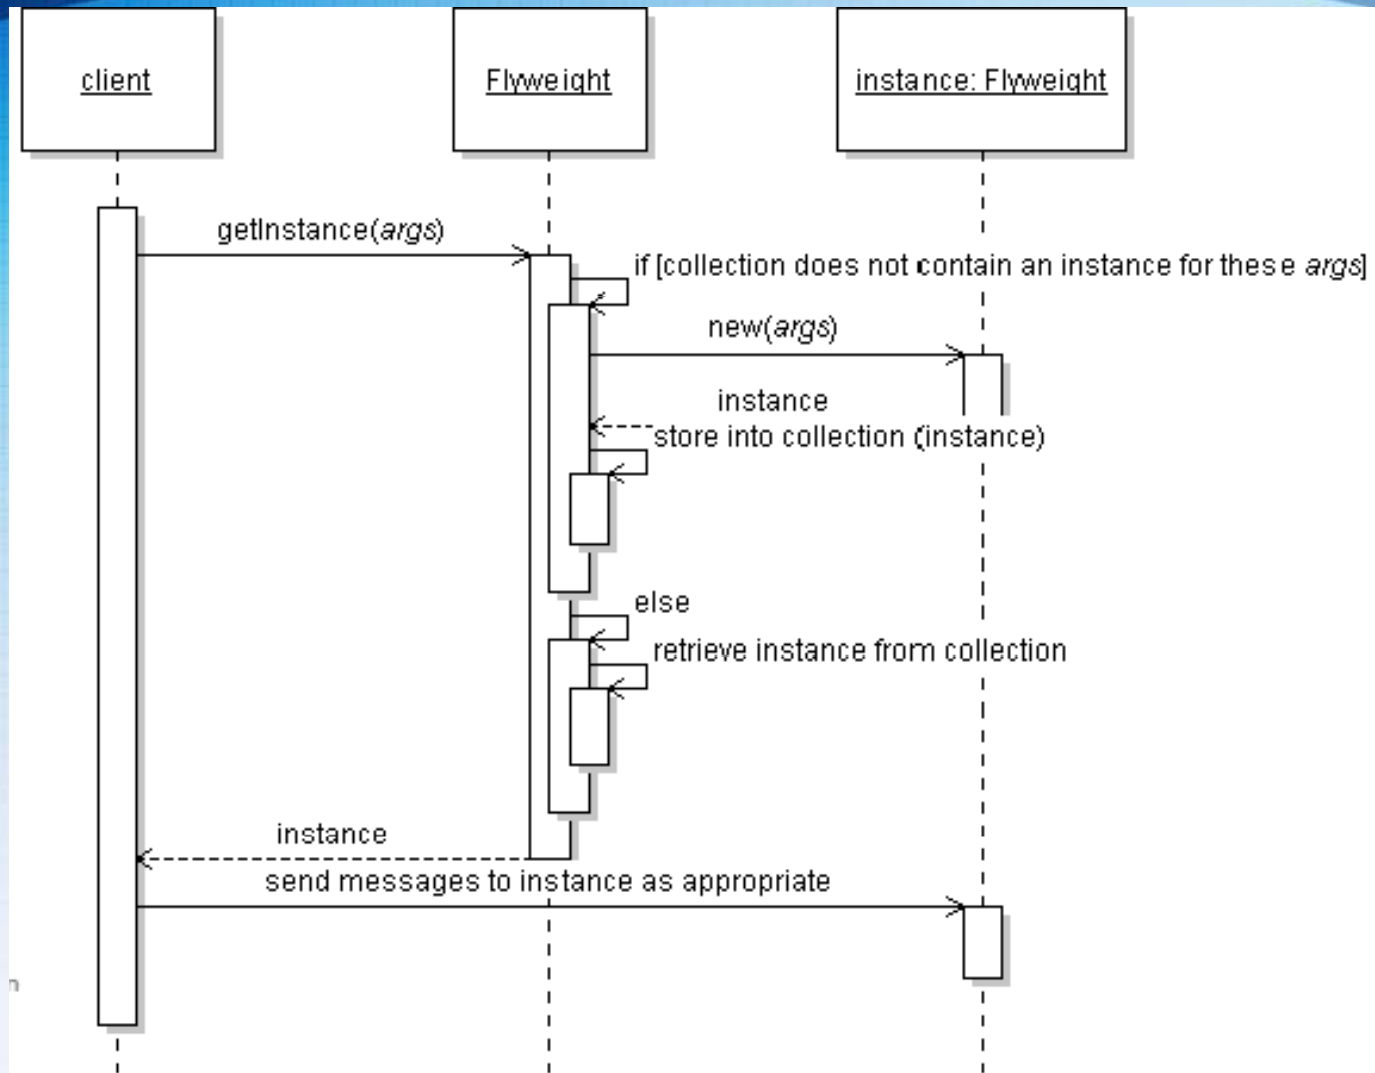 client
Flyweight
instance: Flyweight
getInstance(args)
if [collection does not contain an instance for these args]
new(args)
instance
store into collection (instance)
else
retrieve instance from collection
instance
send messages to instance as appropriate
n